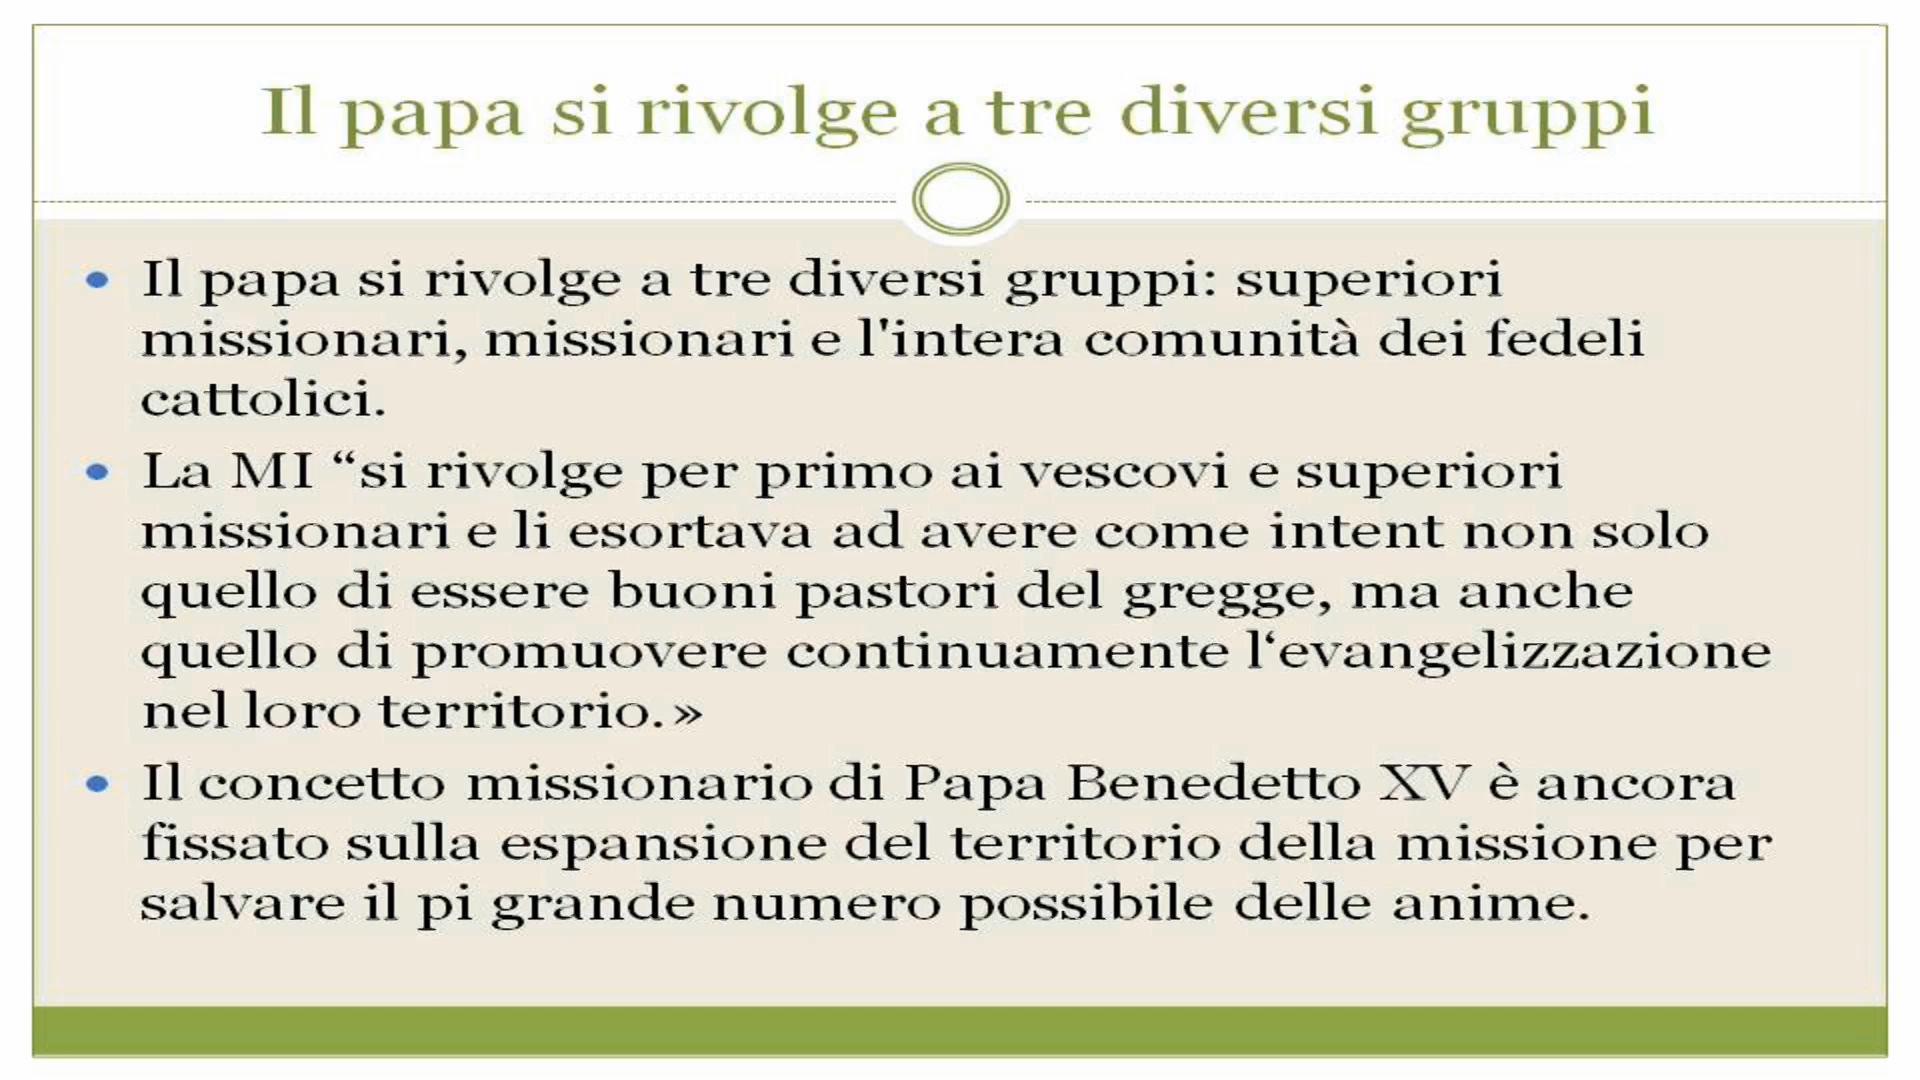 Il papa si rivolge a tre diversi gruppi
• Il papa si rivolge a tre diversi gruppi: superiori
missionari, missionari e l'intera comunità dei fedeli
cattolici.
• La MI “si rivolge per primo ai vescovi e superiori
missionari e li esortava ad avere come intent non solo
quello di essere buoni pastori del gregge, ma anche
quello di promuovere continuamente l‘evangelizzazione
nel loro territorio.»
• Il concetto missionario di Papa Benedetto XV è ancora
fissato sulla espansione del territorio della missione per
salvare il pi grande numero possibile delle anime.